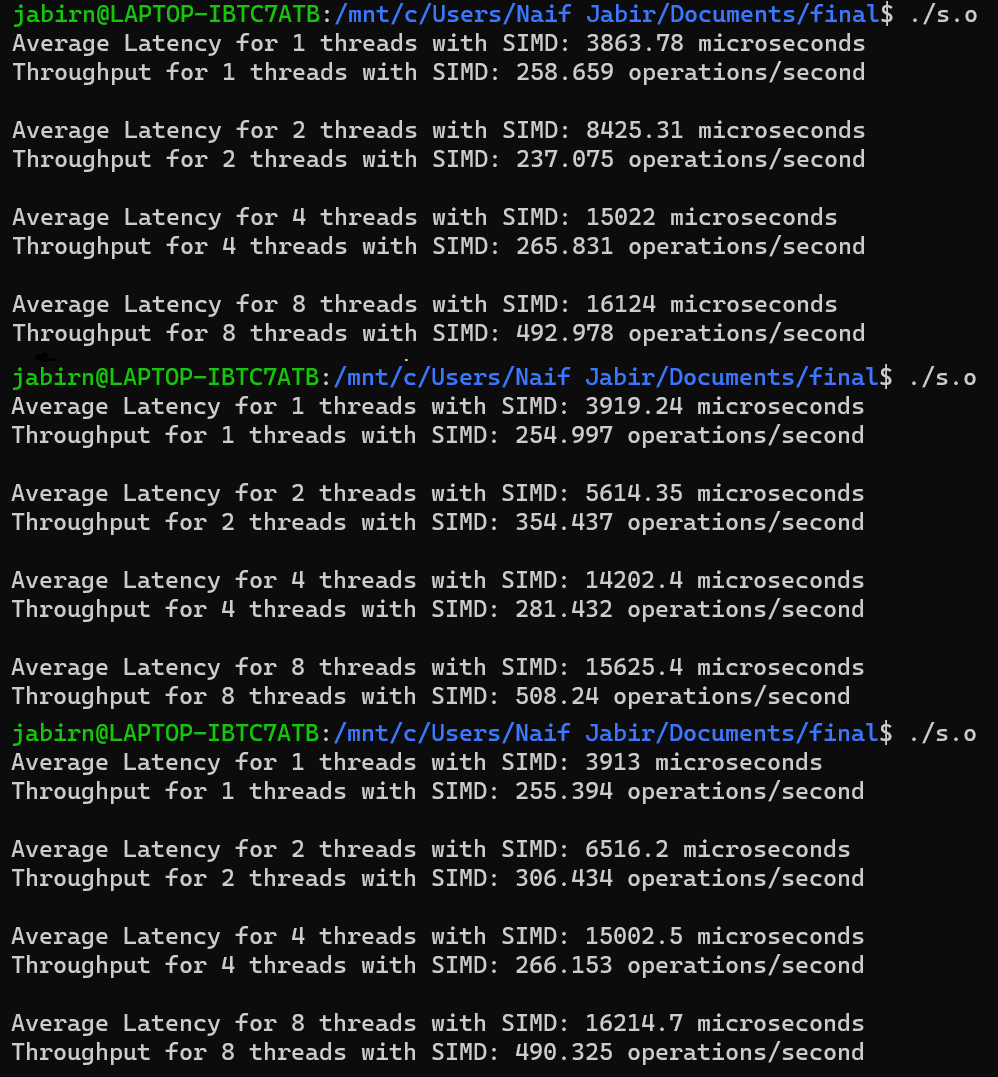 jabirn@LAPTOP-IBTC7ATB:/mnt/c/Users/Naif Jabir/Documents/final$ ./s.o
Average Latency for 1 threads with SIMD: 3863.78 microseconds
Throughput for 1 threads with SIMD: 258.659 operations/second
Average Latency for 2 threads with SIMD: 8425.31 microseconds
Throughput for 2 threads with SIMD: 237.075 operations/second
Average Latency for 4 threads with SIMD: 15022 microseconds
Throughput for 4 threads with SIMD: 265.831 operations/second
Average Latency for 8 threads with SIMD: 16124 microseconds
Throughput for 8 threads with SIMD: 492.978 operations/second
jabirn@LAPTOP-IBTC7ATB:/mnt/c/Users/Naif Jabir/Documents/final$ ./s.o
Average Latency for 1 threads with SIMD: 3919.24 microseconds
Throughput for 1 threads with SIMD: 254.997 operations/second
Average Latency for 2 threads with SIMD: 5614.35 microseconds
Throughput for 2 threads with SIMD: 354.437 operations/second
Average Latency for 4 threads with SIMD: 14202.4 microseconds
Throughput for 4 threads with SIMD: 281.432 operations/second
Average Latency for 8 threads with SIMD: 15625.4 microseconds
Throughput for 8 threads with SIMD: 508.24 operations/second
jabirn@LAPTOP-IBTC7ATB:/mnt/c/Users/Naif Jabir/Documents/final$ ./s.o
Average Latency for 1 threads with SIMD: 3913 microseconds
Throughput for 1 threads with SIMD: 255.394 operations/second
Average Latency for 2 threads with SIMD: 6516.2 microseconds
Throughput for 2 threads with SIMD: 306.434 operations/second
Average Latency for 4 threads with SIMD: 15002.5 microseconds
Throughput for 4 threads with SIMD: 266.153 operations/second
Average Latency for 8 threads with SIMD: 16214.7 microseconds
Throughput for 8 threads with SIMD: 490.325 operations/second